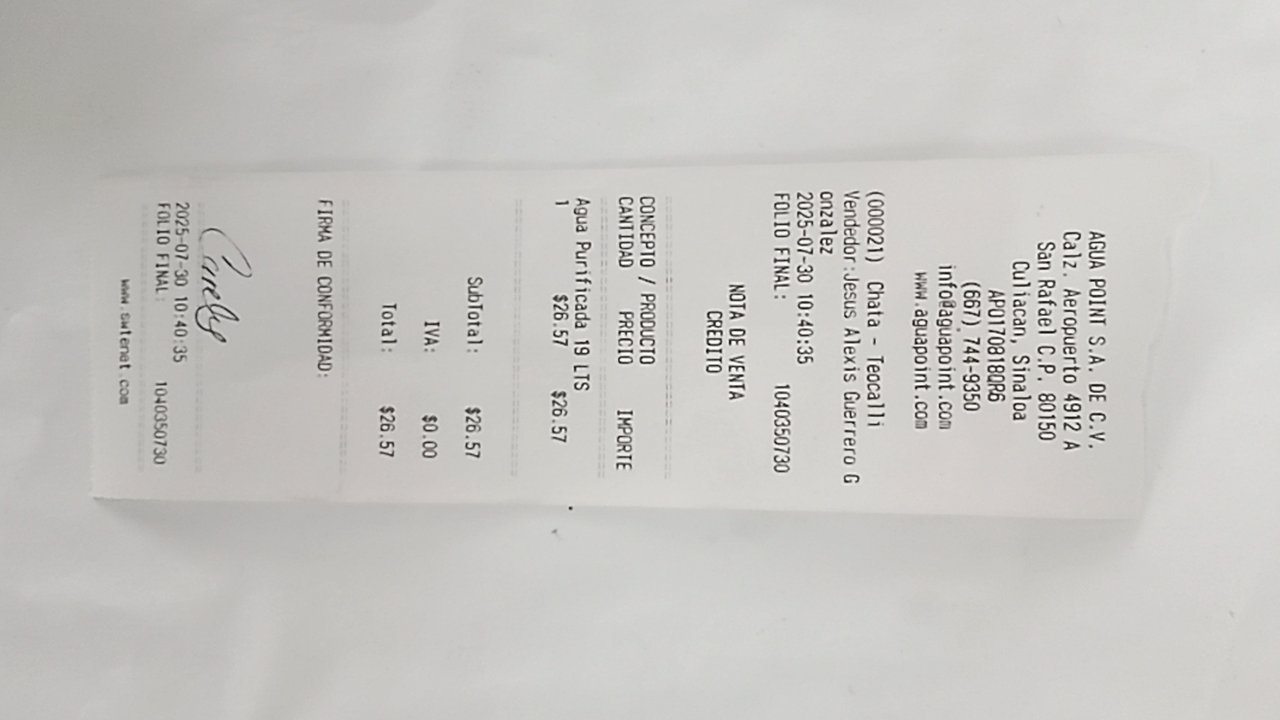 AGUA POINT S.A. DE C.V.
Calz. Aeropuerto 4912 A
San Rafael C.P. 80150
Culiacan, Sinaloa
APO170818QR6
(667) 744-9350
info@aguapoint.com
www.aguapoint.com
(000021) Chata - Teocalli
Vendedor:Jesus Alexis Guerrero G
onzalez
2025-07-30 10:40:35
FOLIO FINAL: 1040350730
NOTA DE VENTA
CREDITO
CONCEPTO / PRODUCTO
CANTIDAD PRECIO IMPORTE
Agua Purificada 19 LTS
1 $26.57 $26.57
SubTotal: $26.57
IVA: $0.00
Total: $26.57
FIRMA DE CONFORMIDAD:
2025-07-30 10:40:35
FOLIO FINAL: 1040350730
www.swtenet.com